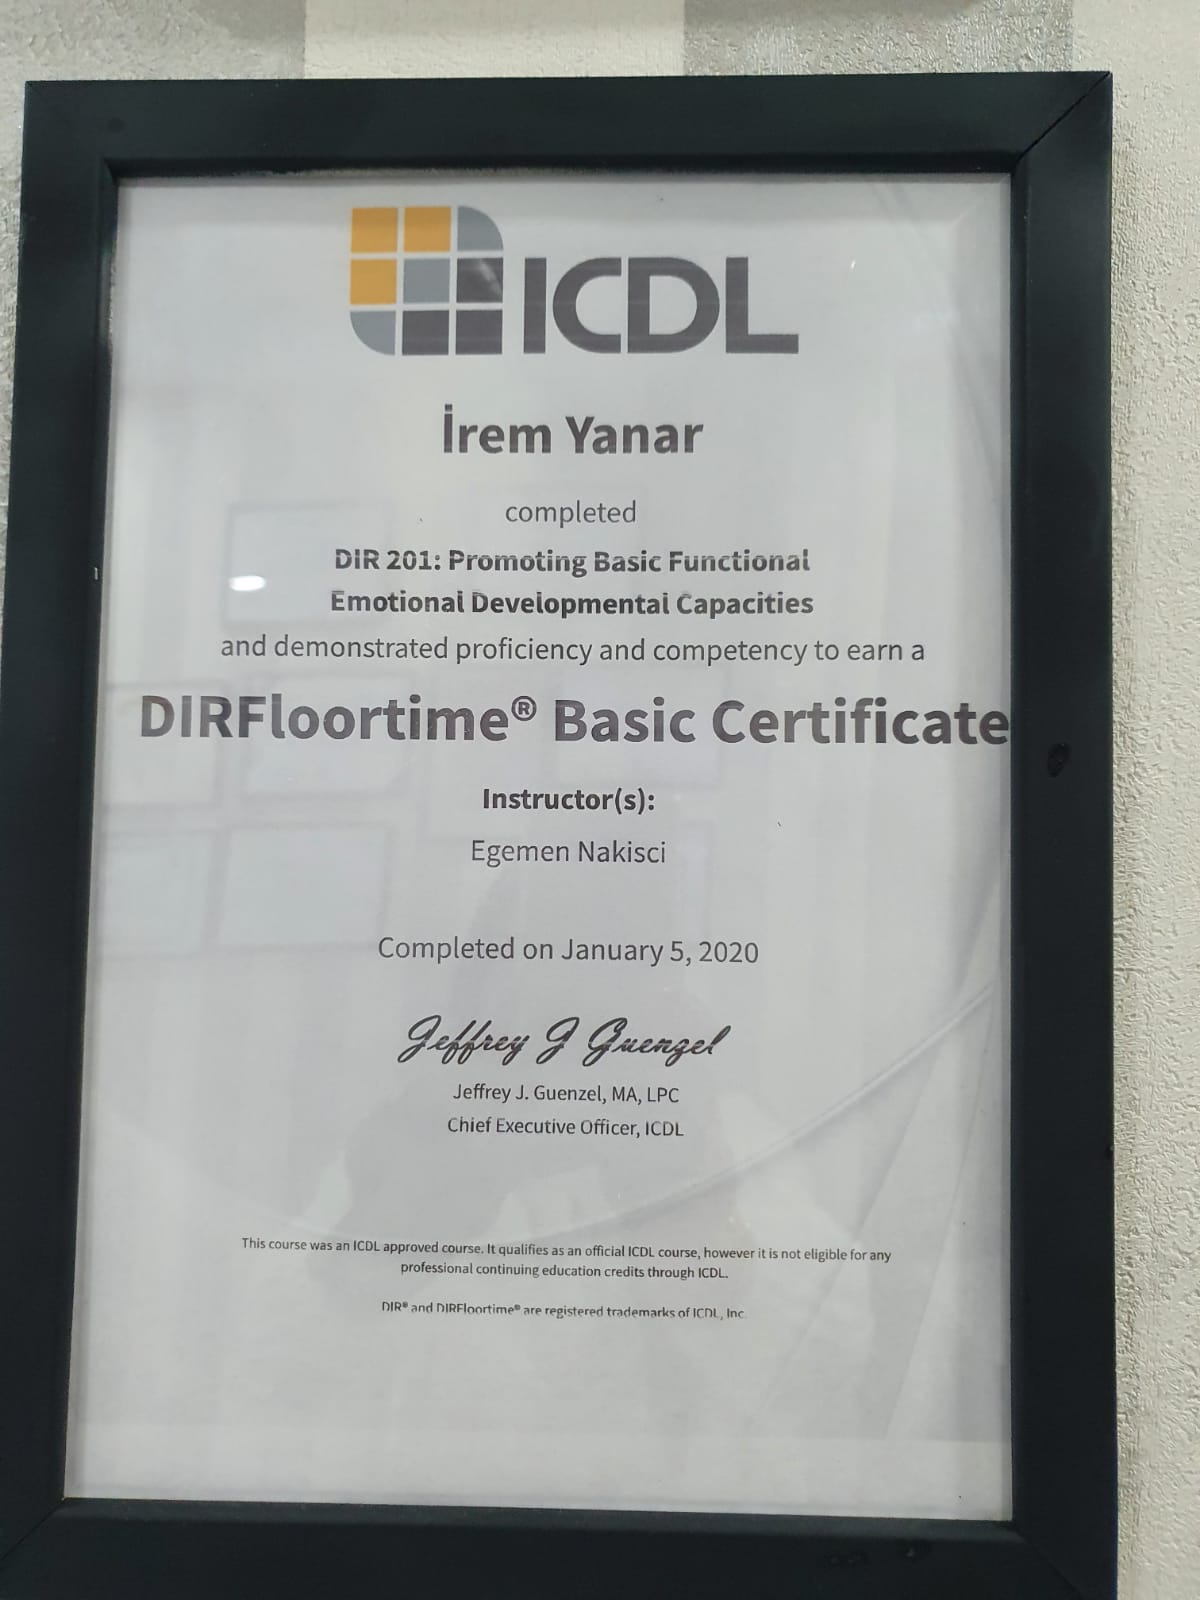 ICDL
İrem Yanar
completed
DIR 201: Promoting Basic Functional
Emotional Developmental Capacities
and demonstrated proficiency and competency to earn a
DIRFloortime® Basic Certificate
Instructor(s):
Egemen Nakisci
Completed on January 5, 2020
Jeffrey J Guenzel
Jeffrey J. Guenzel, MA, LPC
Chief Executive Officer, ICDL
This course was an ICDL approved course. It qualifies as an official ICDL course, however it is not eligible for any
professional continuing education credits through ICDL.
DIR® and DIRFloortime® are registered trademarks of ICDL, Inc.